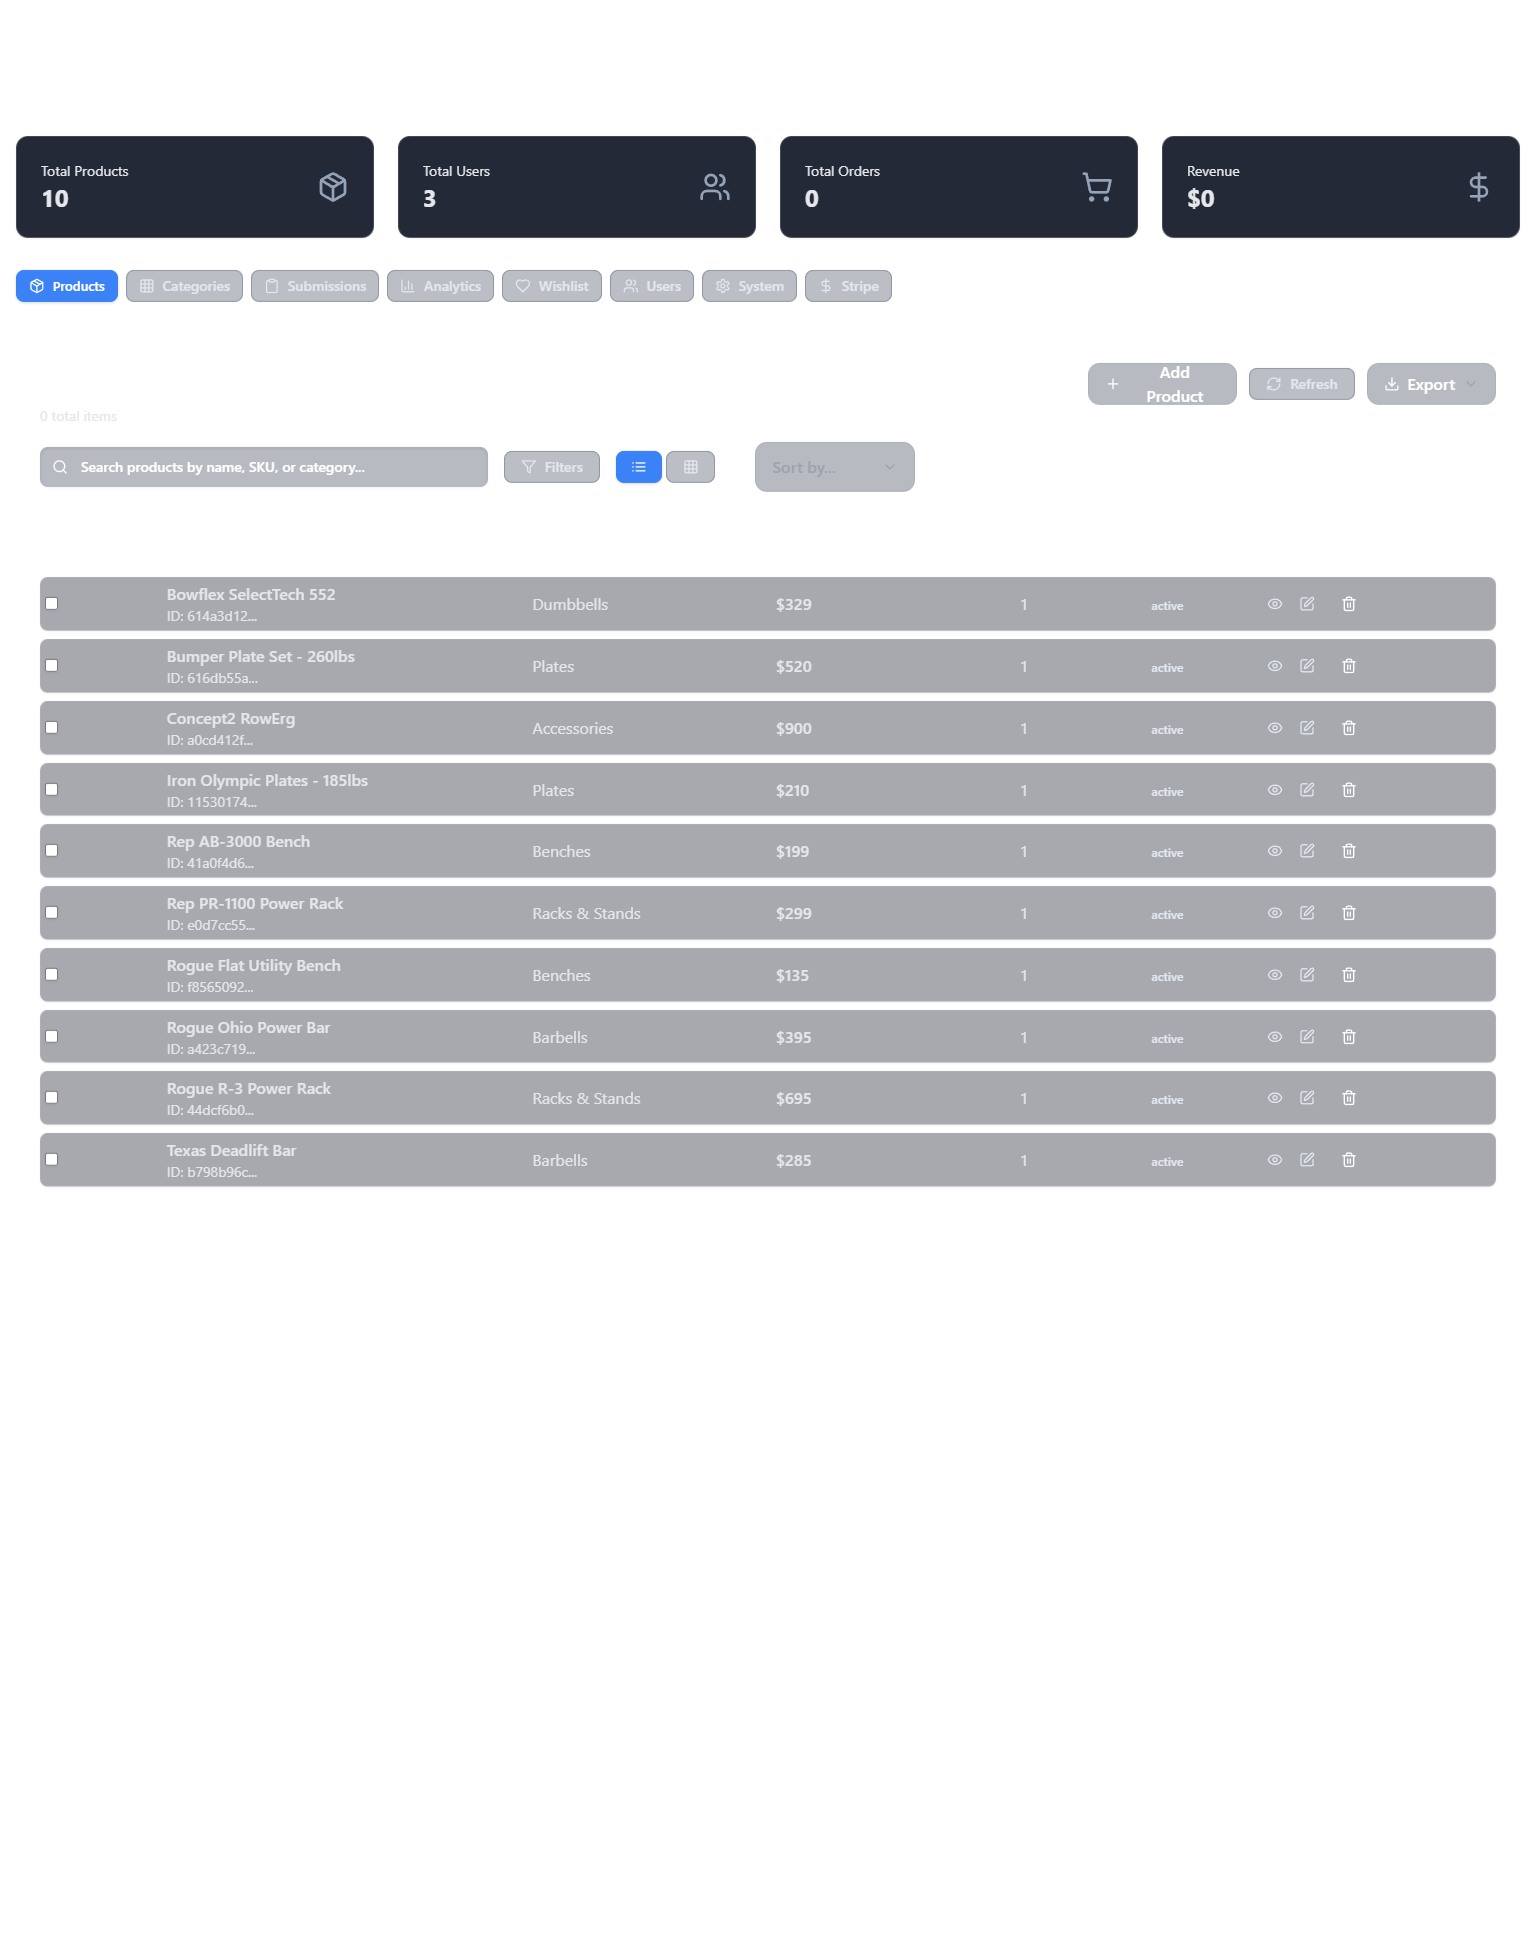 Total Products
10
Total Users
3
Total Orders
0
Revenue
$0
Products
Categories
Submissions
Analytics
Wishlist
Users
System
Stripe
Add
Product
Refresh
Export
0 total items
Search products by name, SKU, or category...
Filters
Sort by...
Bowflex SelectTech 552
ID: 614a3d12...
Dumbbells
$329
1
active
Bumper Plate Set - 260lbs
ID: 616db55a...
Plates
$520
1
active
Concept2 RowErg
ID: a0cd412f...
Accessories
$900
1
active
Iron Olympic Plates - 185lbs
ID: 11530174...
Plates
$210
1
active
Rep AB-3000 Bench
ID: 41a0f4d6...
Benches
$199
1
active
Rep PR-1100 Power Rack
ID: e0d7cc55...
Racks & Stands
$299
1
active
Rogue Flat Utility Bench
ID: f8565092...
Benches
$135
1
active
Rogue Ohio Power Bar
ID: a423c719...
Barbells
$395
1
active
Rogue R-3 Power Rack
ID: 44dcf6b0...
Racks & Stands
$695
1
active
Texas Deadlift Bar
ID: b798b96c...
Barbells
$285
1
active